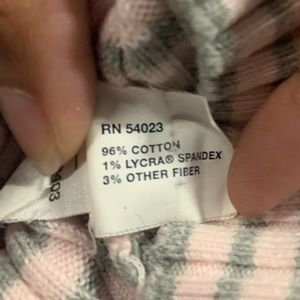 RN 54023
96% COTTON
1% LYCRA® SPANDEX
3% OTHER FIBER